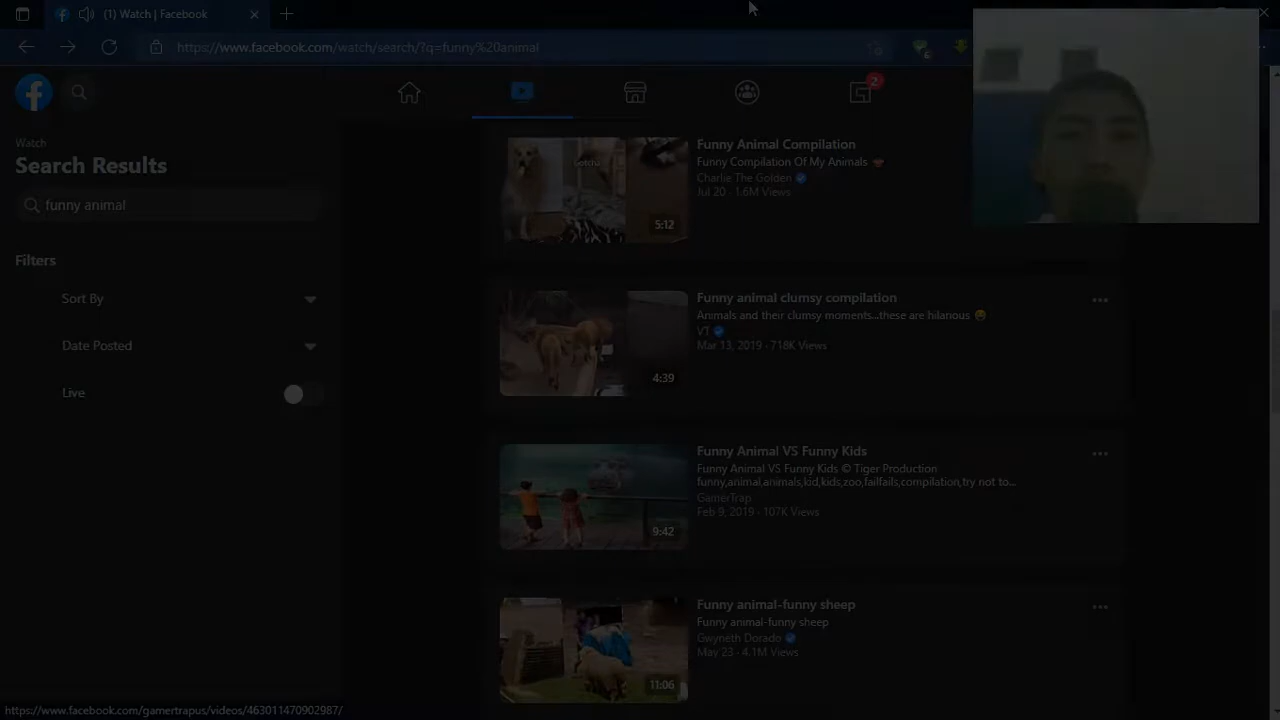 (1) Watch | Facebook
https://www.facebook.com/watch/search/?q=funny%20animal
2
Watch
Search Results
funny animal
Filters
Sort By
Date Posted
Live
Gotcha
5:12
Funny Animal Compilation
Funny Compilation Of My Animals
Charlie The Golden
Jul 20 · 1.6M Views
4:39
Funny animal clumsy compilation
Animals and their clumsy moments...these are hilarious 😂
VT
Mar 13, 2019 · 718K Views
9:42
Funny Animal VS Funny Kids
Funny Animal VS Funny Kids © Tiger Production
funny,animal,animals,kid,kids,zoo,failfails,compilation,try not to...
GamerTrap
Feb 9, 2019 · 107K Views
11:06
Funny animal-funny sheep
Funny animal-funny sheep
Gwyneth Dorado
May 23 · 4.1M Views
https://www.facebook.com/gamertrapus/videos/463011470902987/